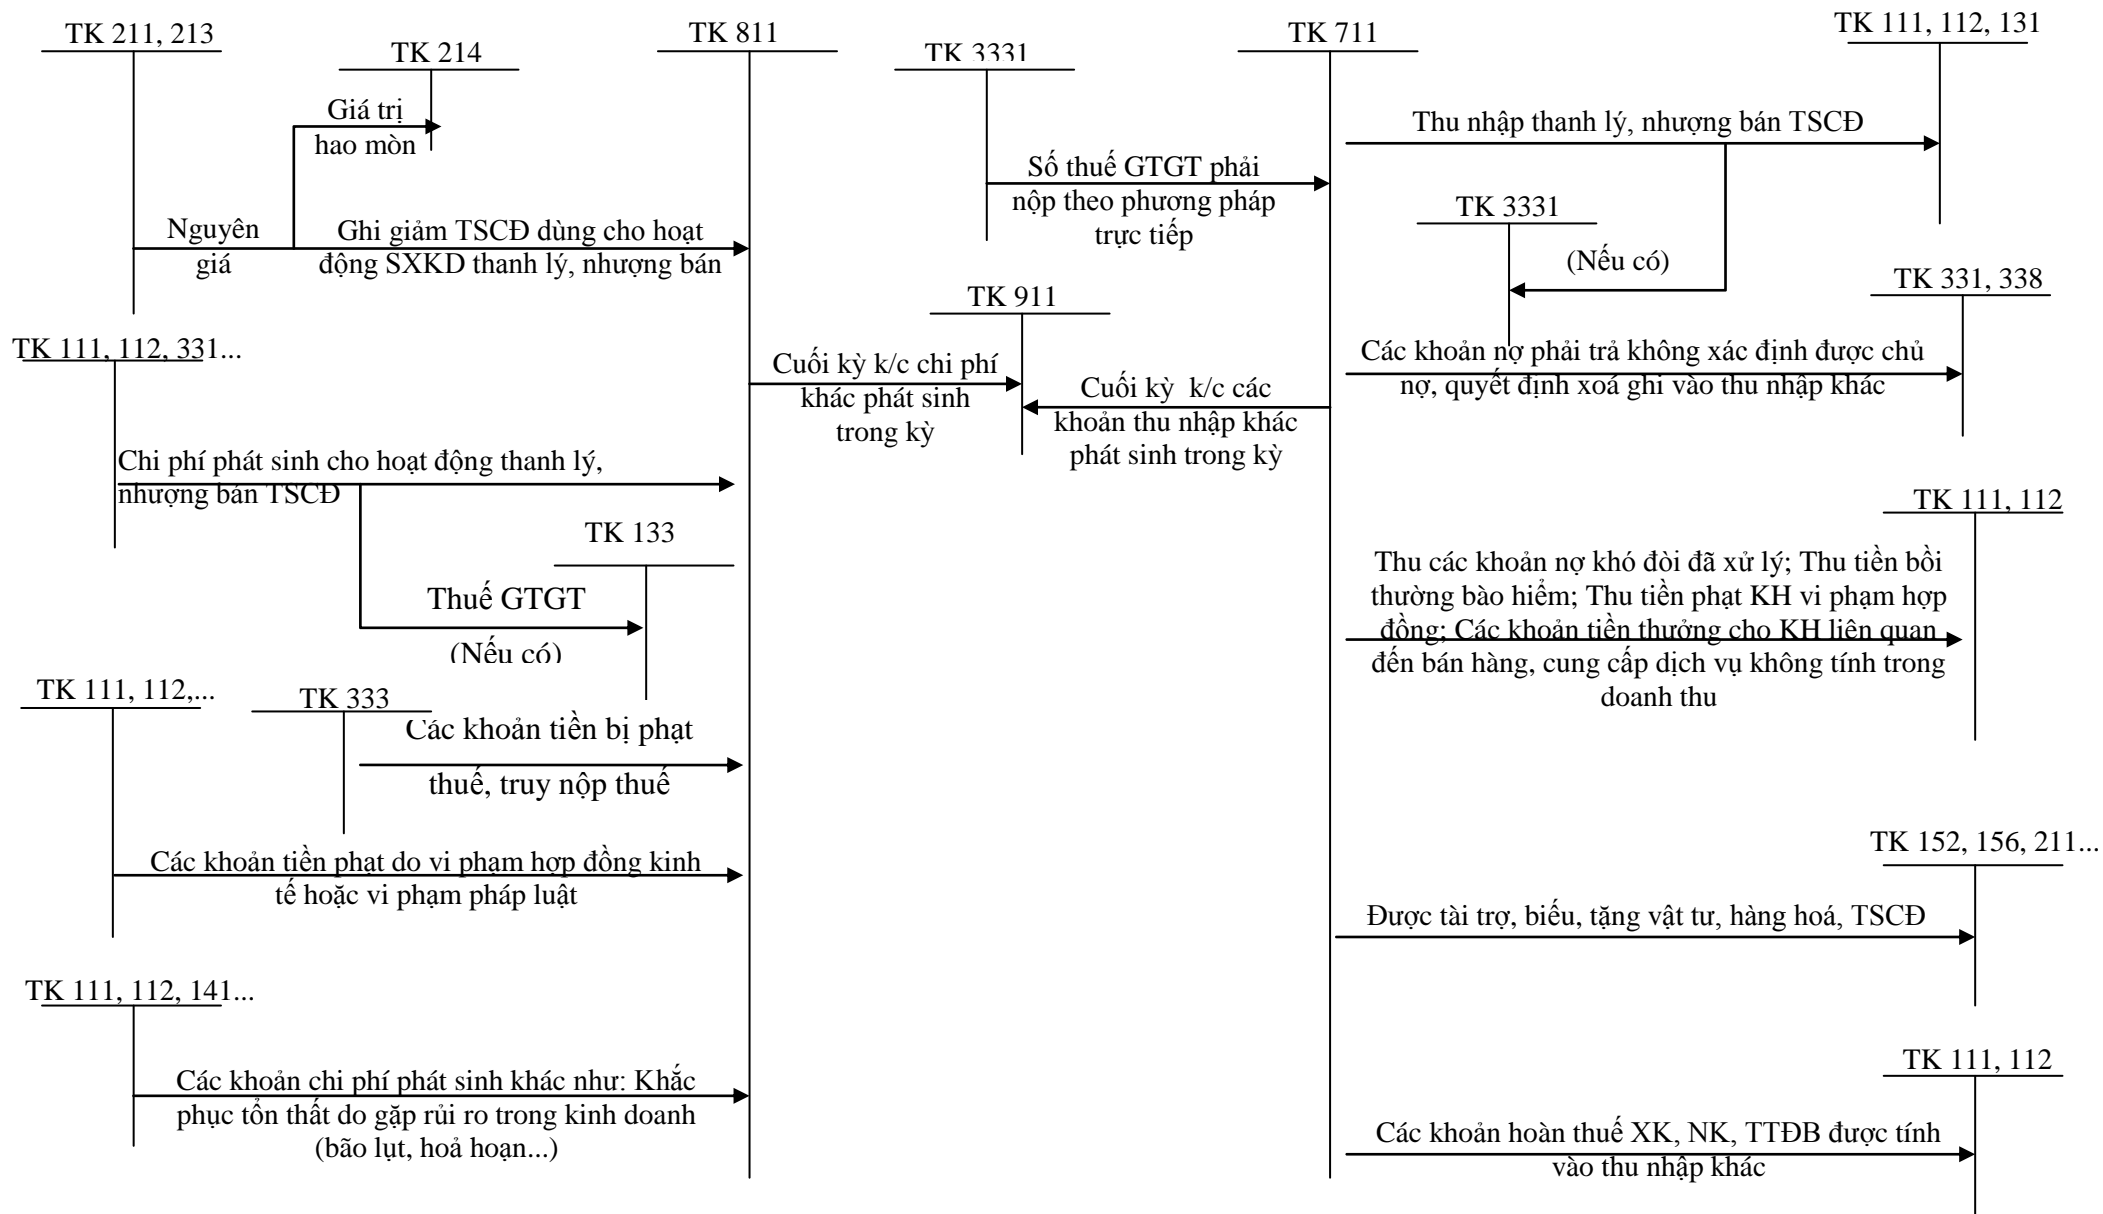 TK 211, 213
TK 214
Giá trị
hao mòn
Nguyên
giá
Ghi giảm TSCĐ dùng cho hoạt
động SXKD thanh lý, nhượng bán
TK 811
TK 3331
Số thuế GTGT phải
nộp theo phương pháp
trực tiếp
TK 711
TK 111, 112, 131
Thu nhập thanh lý, nhượng bán TSCĐ
TK 3331
(Nếu có)
TK 911
Cuối kỳ k/c chi phí
khác phát sinh
trong kỳ
Cuối kỳ k/c các
khoản thu nhập khác
phát sinh trong kỳ
TK 331, 338
Các khoản nợ phải trả không xác định được chủ
nợ, quyết định xoá ghi vào thu nhập khác
TK 111, 112, 331...
Chi phí phát sinh cho hoạt động thanh lý,
nhượng bán TSCĐ
TK 133
Thuế GTGT
(Nếu có)
TK 111, 112
Thu các khoản nợ khó đòi đã xử lý; Thu tiền bồi
thường bào hiểm; Thu tiền phạt KH vi phạm hợp
đồng; Các khoản tiền thưởng cho KH liên quan
đến bán hàng, cung cấp dịch vụ không tính trong
doanh thu
TK 111, 112,...
TK 333
Các khoản tiền bị phạt
thuế, truy nộp thuế
Các khoản tiền phạt do vi phạm hợp đồng kinh
tế hoặc vi phạm pháp luật
TK 152, 156, 211...
Được tài trợ, biếu, tặng vật tư, hàng hoá, TSCĐ
TK 111, 112, 141...
Các khoản chi phí phát sinh khác như: Khắc
phục tổn thất do gặp rủi ro trong kinh doanh
(bão lụt, hoả hoạn...)
TK 111, 112
Các khoản hoàn thuế XK, NK, TTĐB được tính
vào thu nhập khác